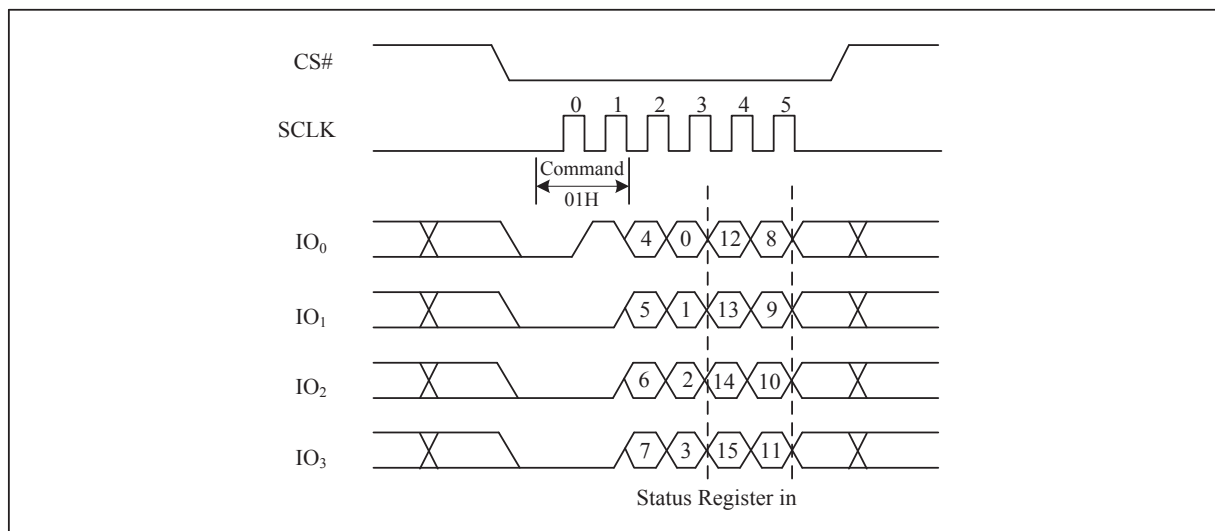 CS#
0 1 2 3 4 5
SCLK
Command
01H
IO0 4 0 12 8
IO1 5 1 13 9
IO2 6 2 14 10
IO3 7 3 15 11
Status Register in